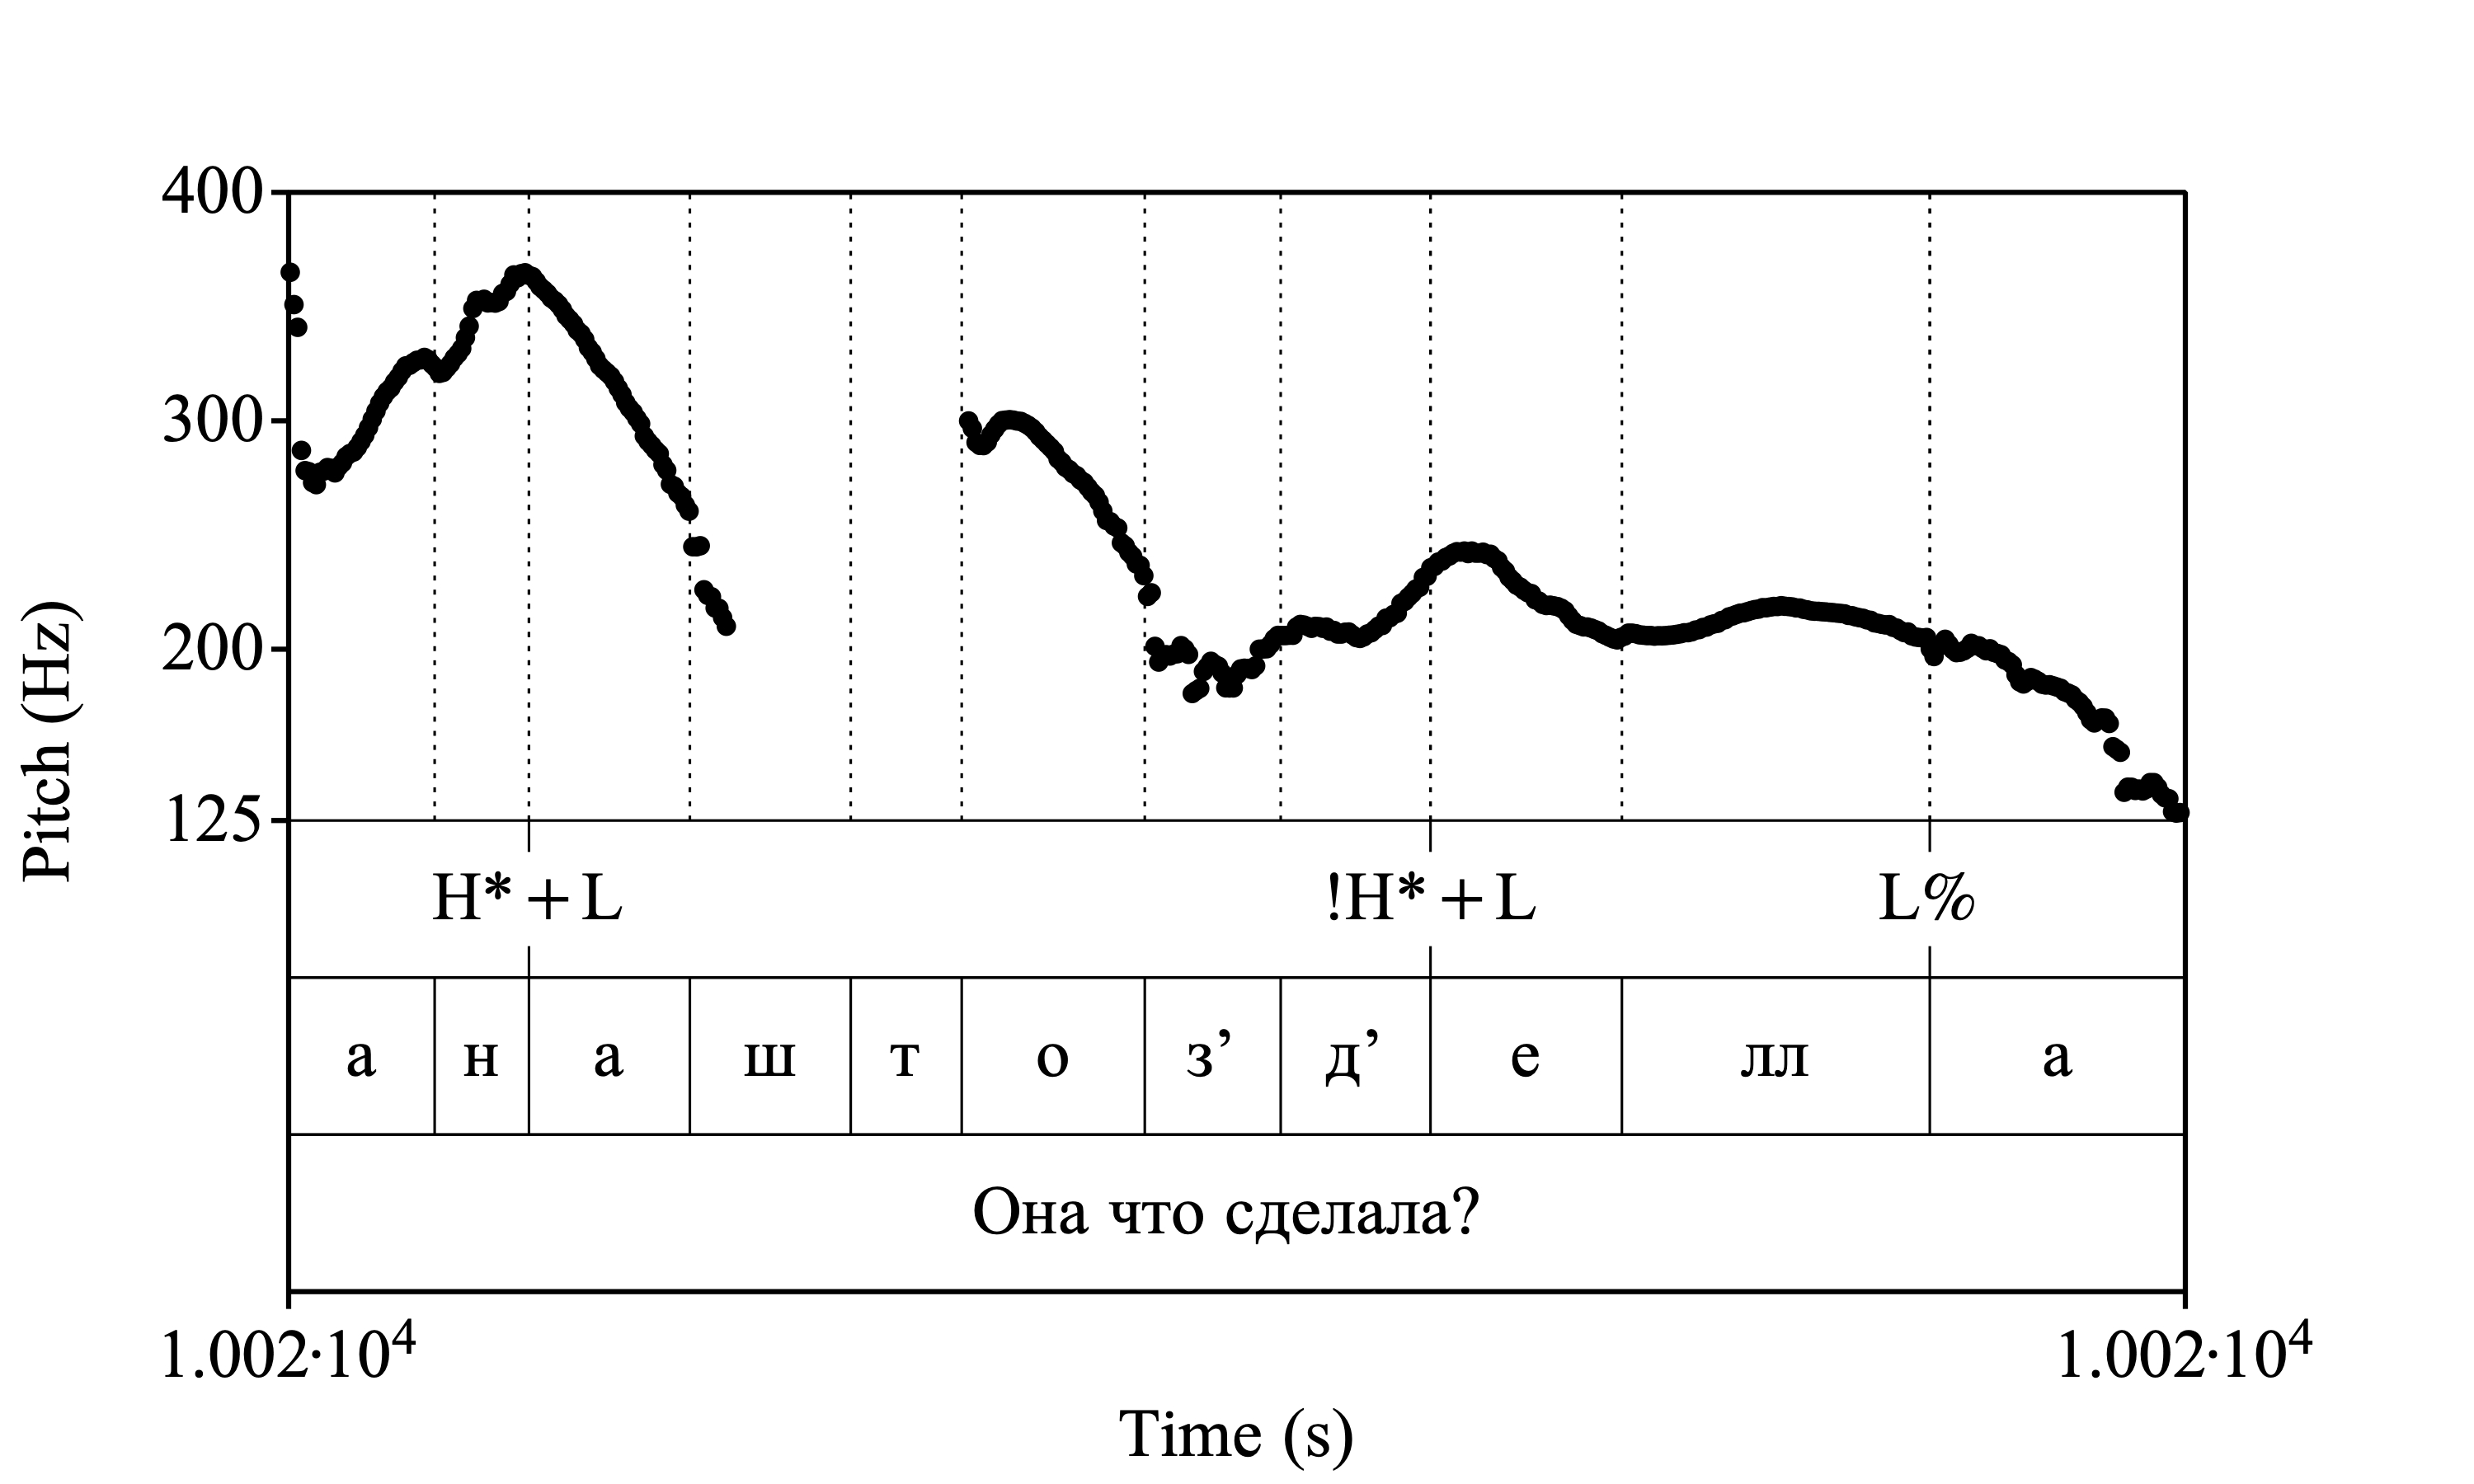 400
300
200
125
Pitch (Hz)
H*+L !H*+L L%
а н а ш т о з’ д’ е лл а
Она что сделала?
1.002·10⁴ 1.002·10⁴
Time (s)